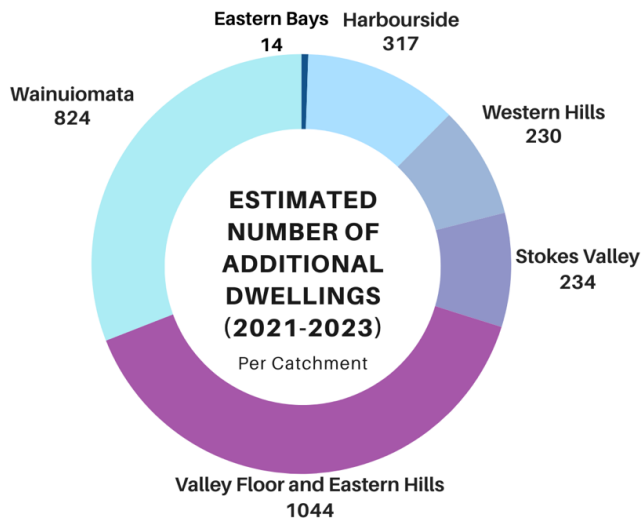 Eastern Bays
14
Harbourside
317
Wainuiomata
824
Western Hills
230
ESTIMATED
NUMBER OF
ADDITIONAL
DWELLINGS
(2021-2023)
Per Catchment
Stokes Valley
234
Valley Floor and Eastern Hills
1044